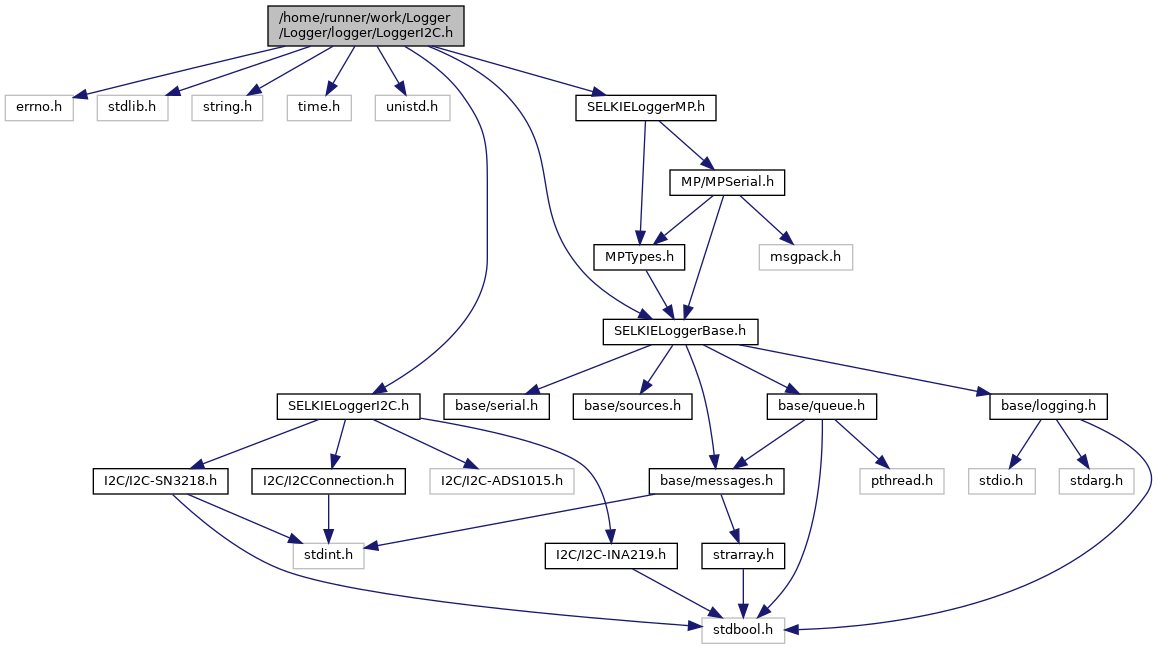 /home/runner/work/Logger
/Logger/logger/LoggerI2C.h
errno.h
stdlib.h
string.h
time.h
unistd.h
SELKIELoggerMP.h
MP/MPSerial.h
MPTypes.h
msgpack.h
SELKIELoggerBase.h
SELKIELoggerI2C.h
base/serial.h
base/sources.h
base/queue.h
base/logging.h
I2C/I2C-SN3218.h
I2C/I2CConnection.h
I2C/I2C-ADS1015.h
base/messages.h
pthread.h
stdio.h
stdarg.h
stdint.h
I2C/I2C-INA219.h
strarray.h
stdbool.h